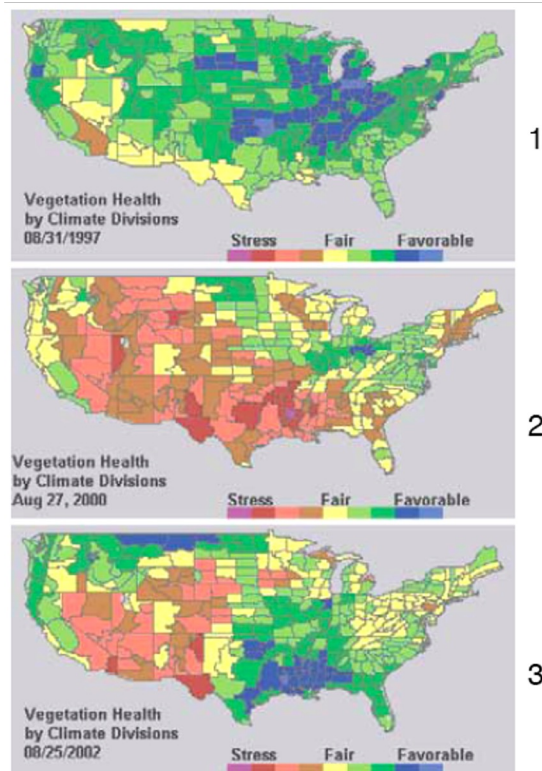 1
Vegetation Health
by Climate Divisions
08/31/1997
Stress Fair Favorable
2
Vegetation Health
by Climate Divisions
Aug 27, 2000
Stress Fair Favorable
3
Vegetation Health
by Climate Divisions
08/25/2002
Stress Fair Favorable